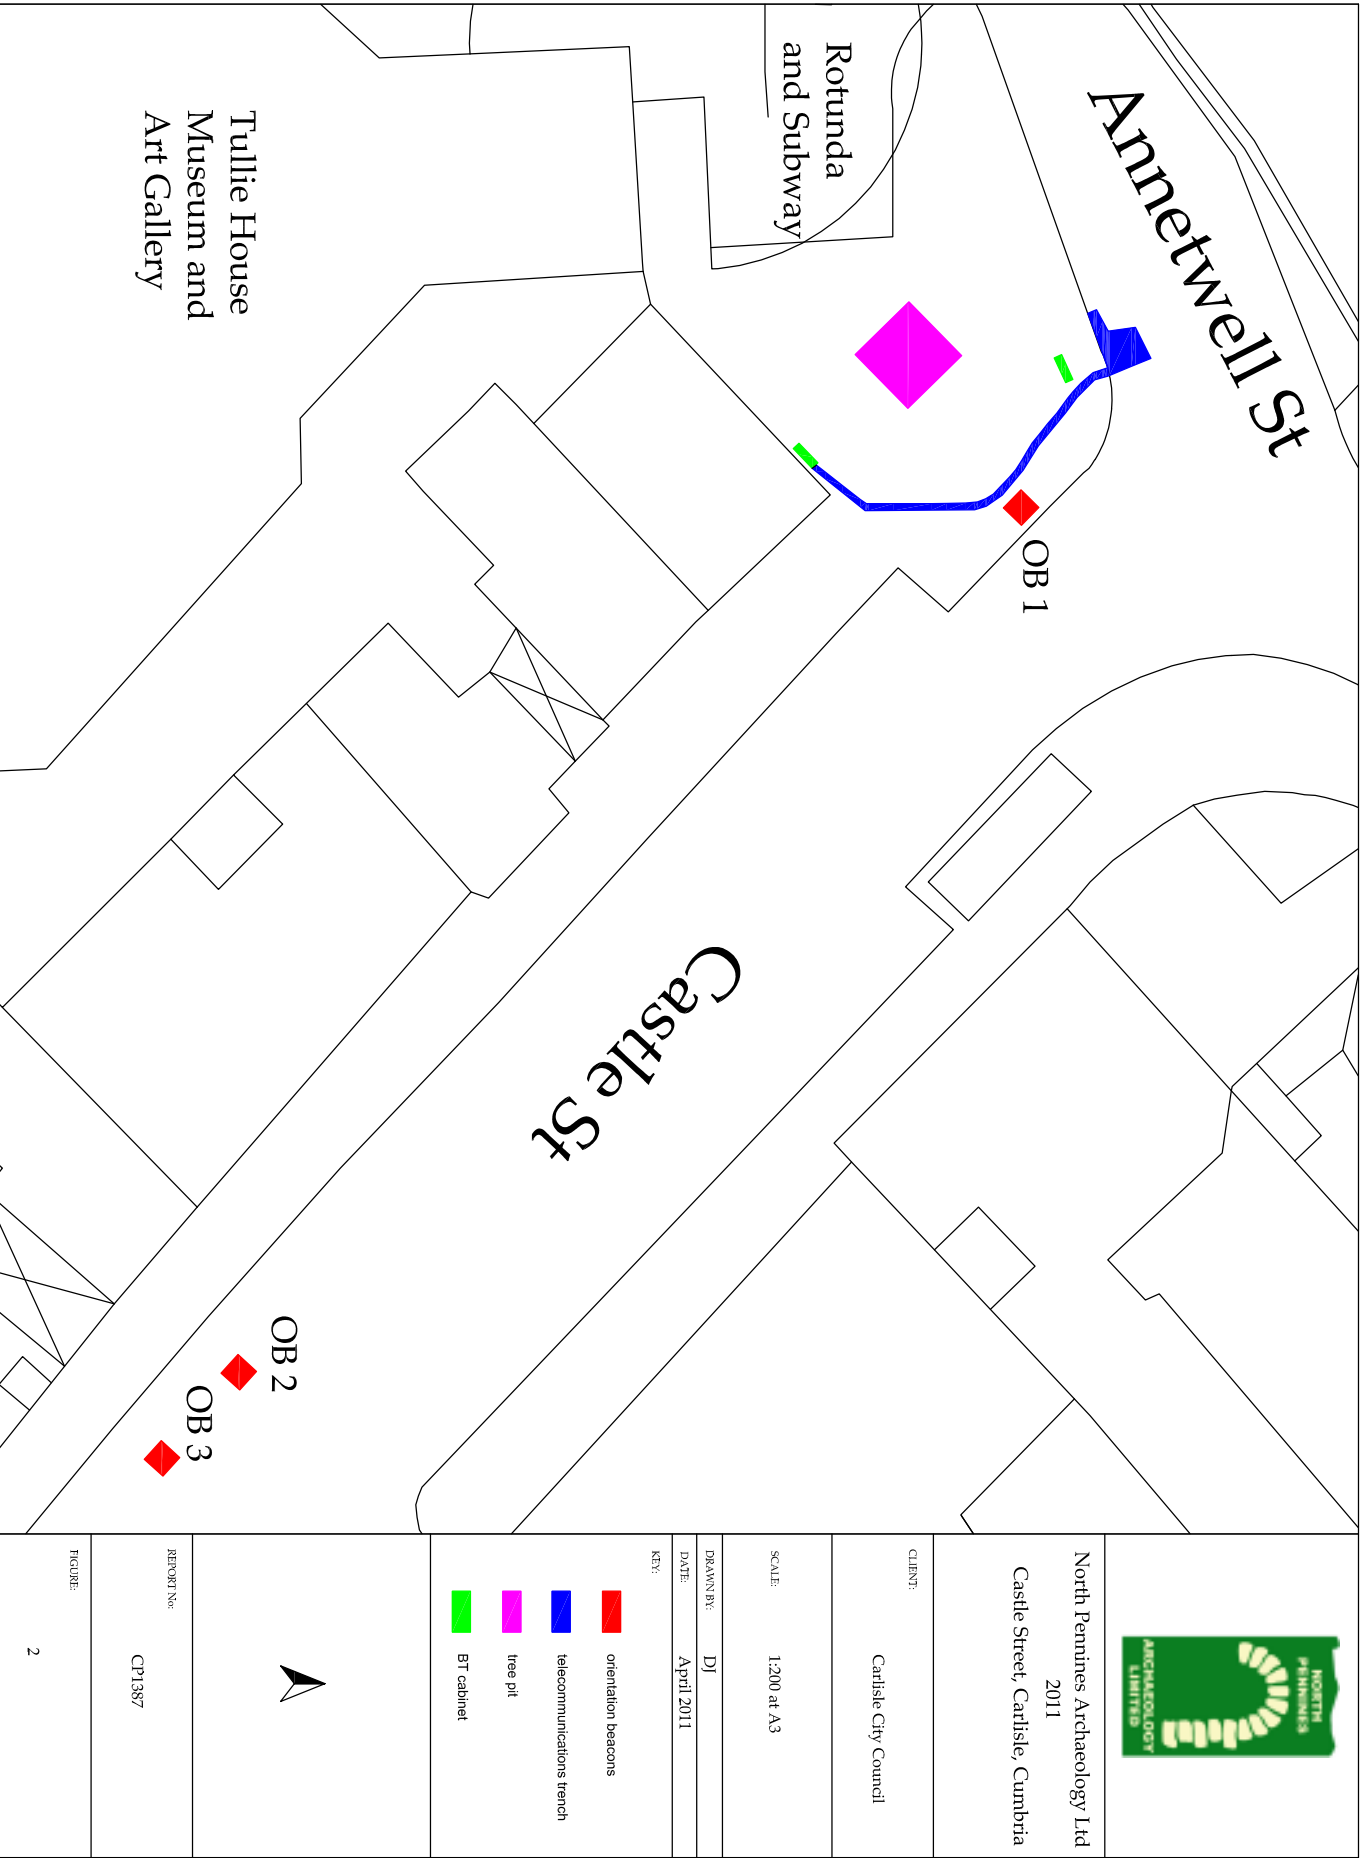 Annetwell St
Rotunda
and Subway
Tullie House
Museum and
Art Gallery
OB 1
Castle St
OB 2
OB 3
NORTH
PENNINES
ARCHAEOLOGY
LIMITED
North Pennines Archaeology Ltd
2011
Castle Street, Carlisle, Cumbria
CLIENT:
Carlisle City Council
SCALE:
1:200 at A3
DRAWN BY: DJ
DATE: April 2011
KEY:
orientation beacons
telecommunications trench
tree pit
BT cabinet
REPORT No:
CP1387
FIGURE:
2